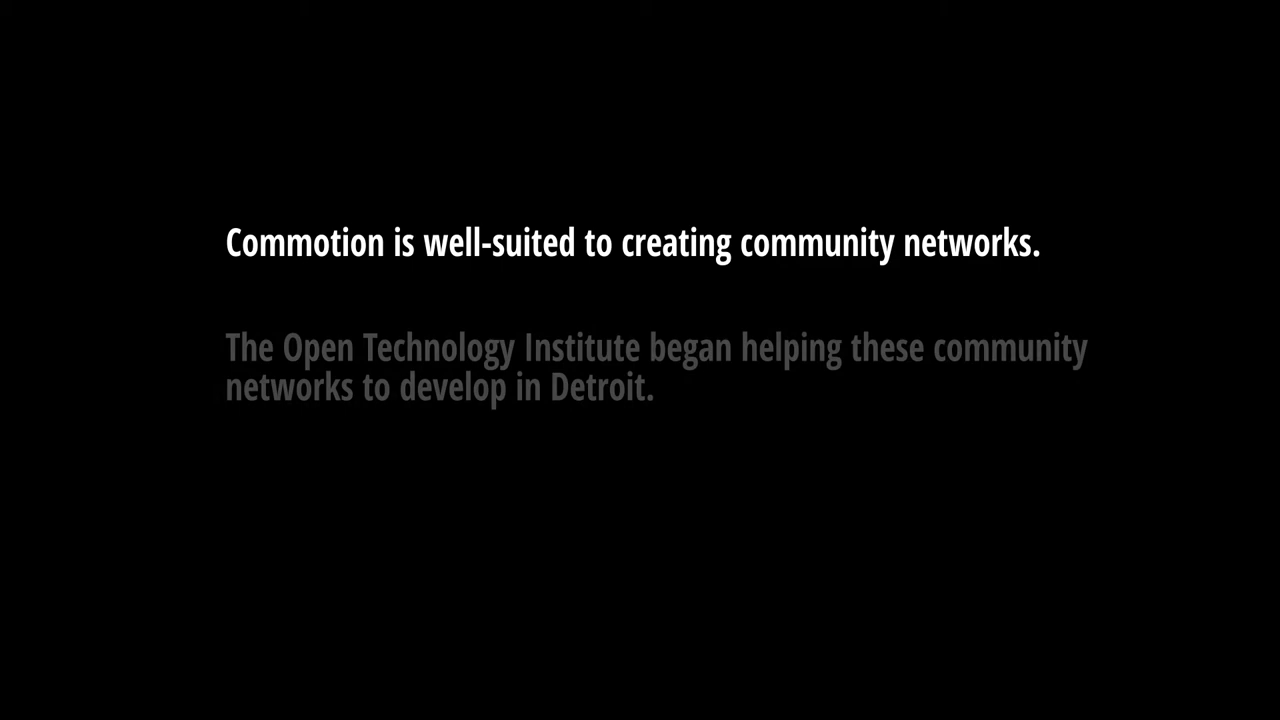 Commotion is well-suited to creating community networks.
The Open Technology Institute began helping these community
networks to develop in Detroit.